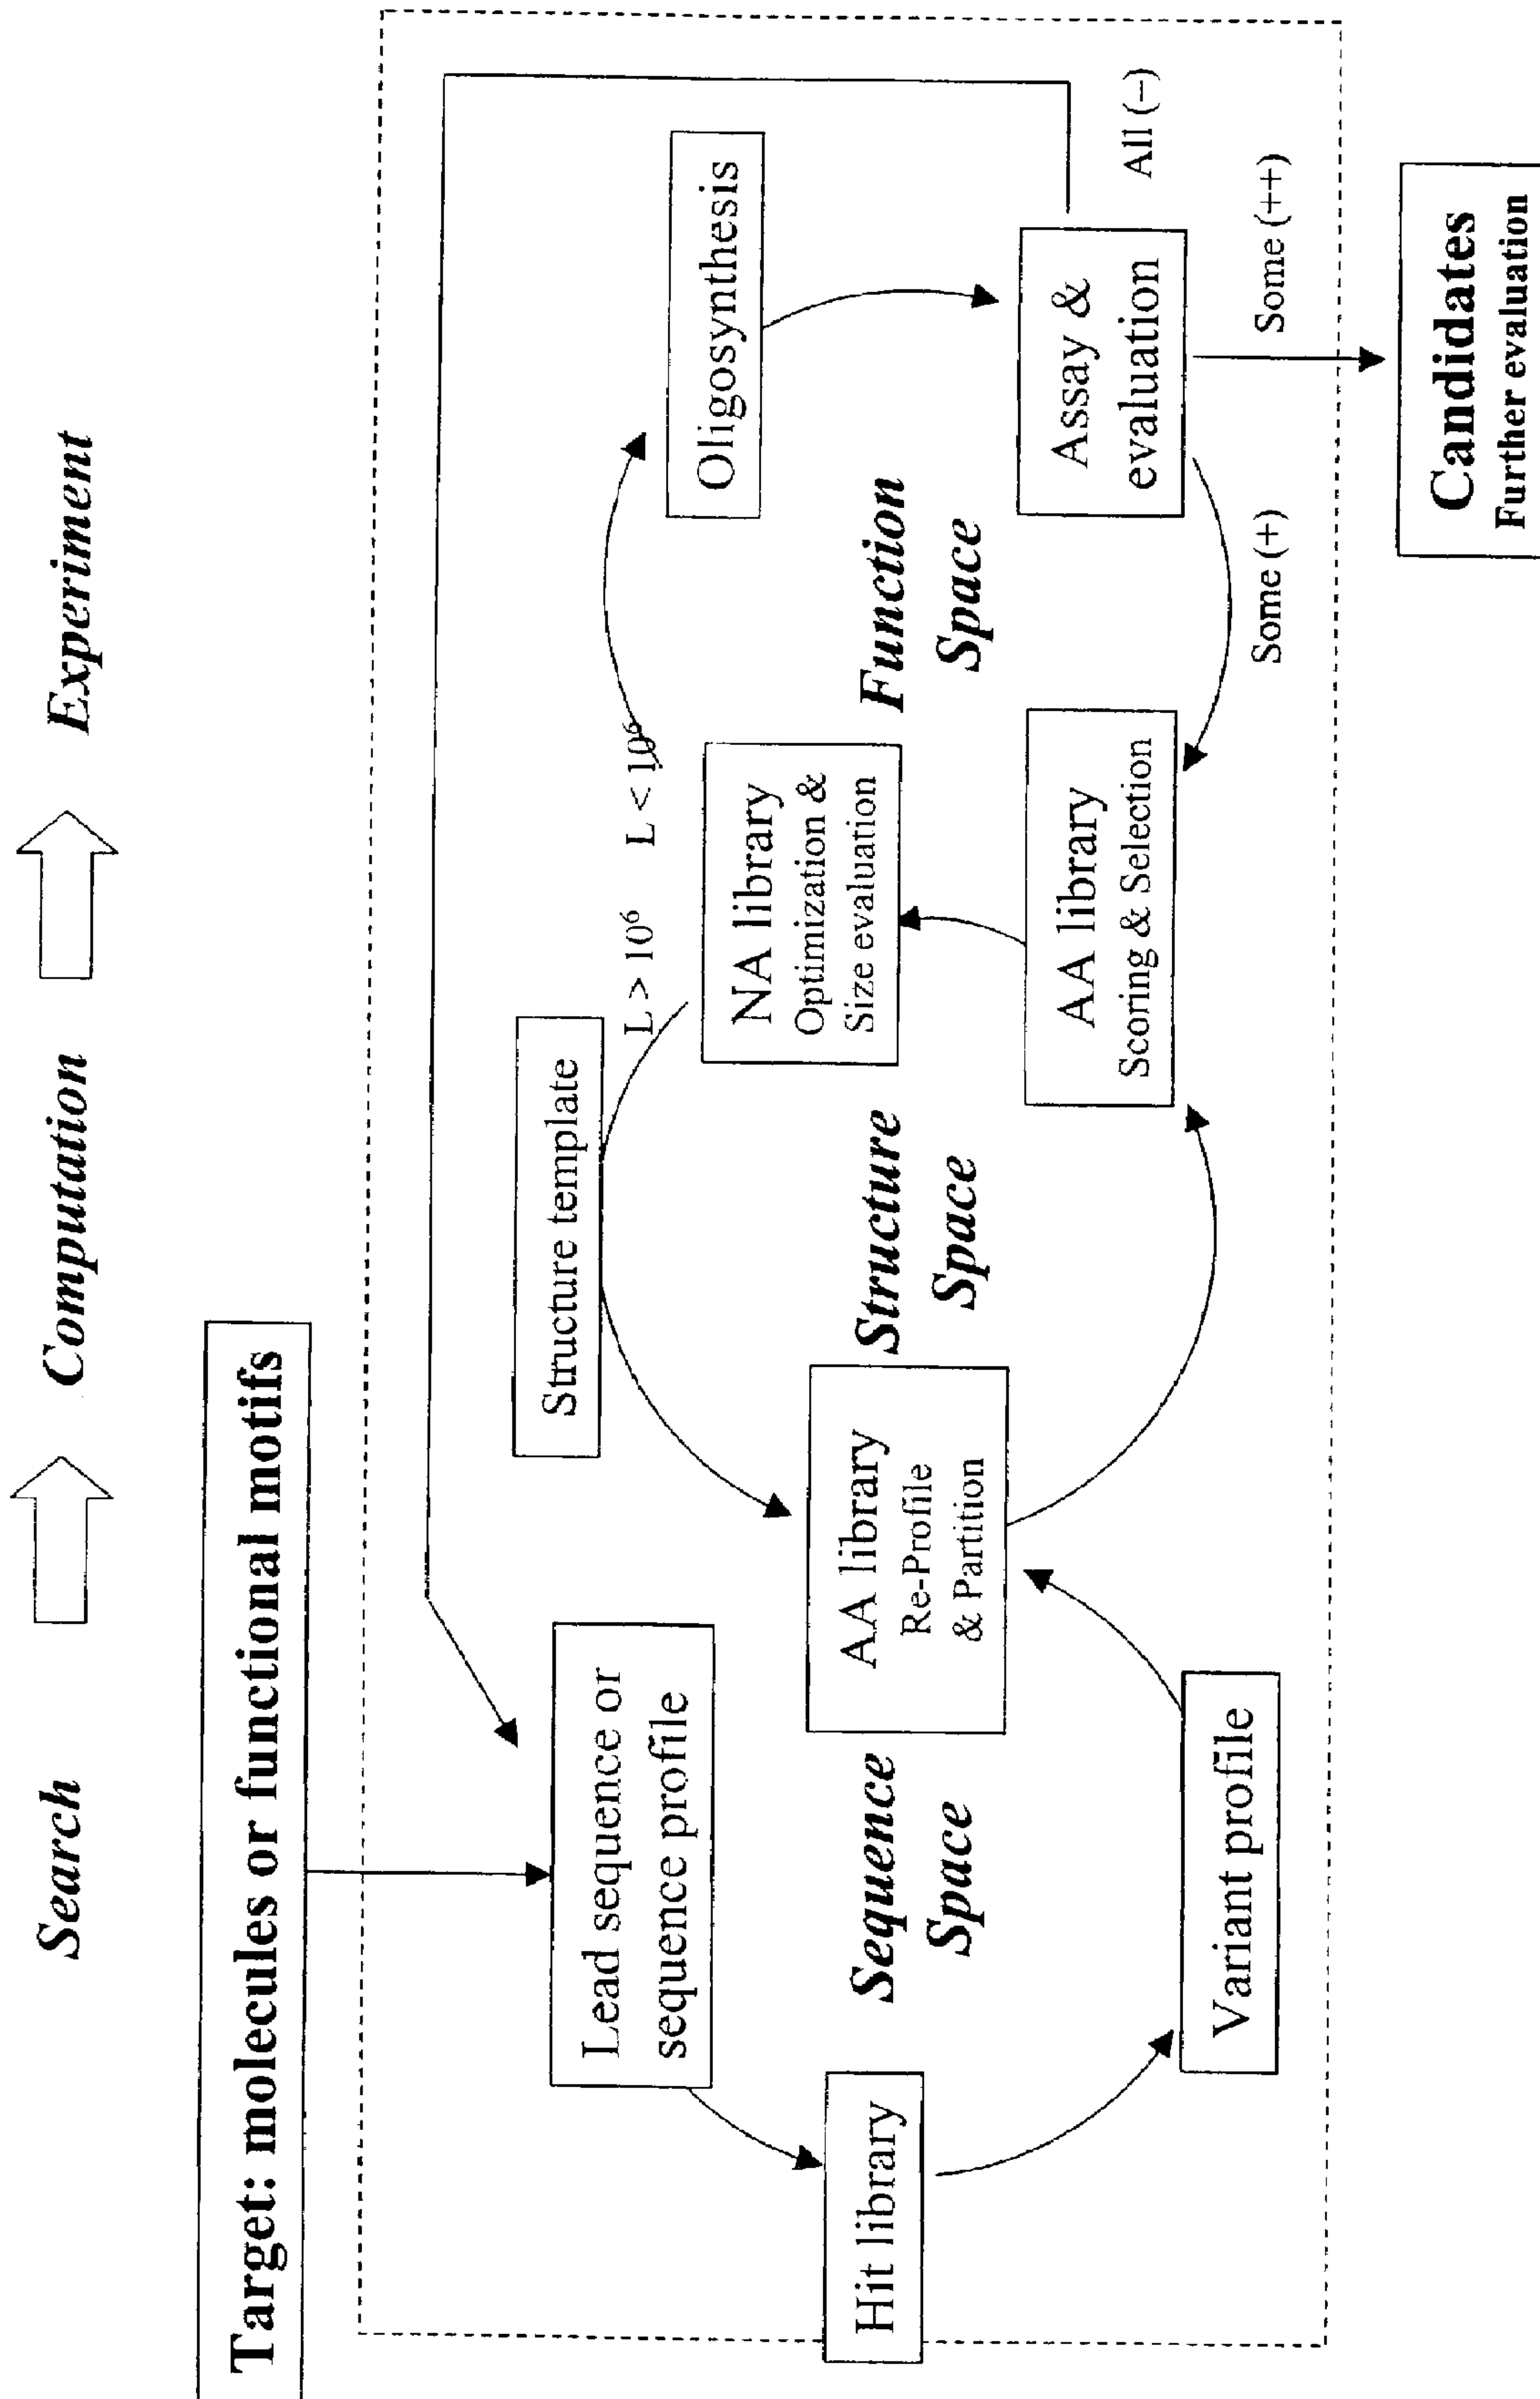 Search
Computation
Experiment
Target: molecules or functional motifs
Lead sequence or
sequence profile
Hit library
Variant profile
Sequence
Space
AA library
Re-Profile
& Partition
Structure template
Structure
Space
L > 10⁶
L < 10⁶
NA library
Optimization &
Size evaluation
AA library
Scoring & Selection
Function
Space
Oligosynthesis
Assay &
evaluation
All (–)
Some (+)
Some (++)
Candidates
Further evaluation